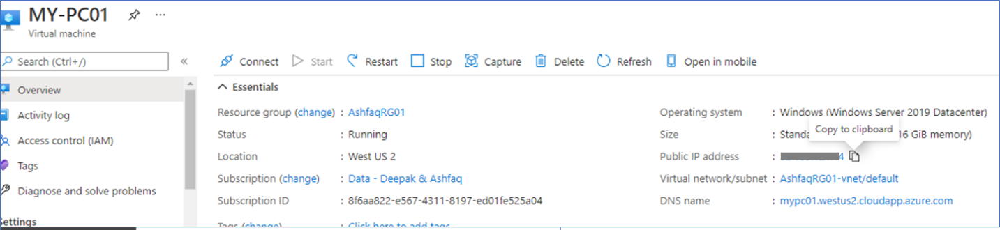 MY-PC01
Virtual machine
Search (Ctrl+/)
«
Connect Start Restart Stop Capture Delete Refresh Open in mobile
Overview
Activity log
Access control (IAM)
Tags
Diagnose and solve problems
Settings
Essentials
Resource group (change) : AshfaqRG01
Status : Running
Location : West US 2
Subscription (change) : Data - Deepak & Ashfaq
Subscription ID : 8f6aa822-e567-4311-8197-ed01fe525a04
Tags (change) : Click here to add tags
Operating system : Windows (Windows Server 2019 Datacenter)
Copy to clipboard
Size : 16 GiB memory)
Public IP address : 4
Virtual network/subnet : AshfaqRG01-vnet/default
DNS name : mypc01.westus2.cloudapp.azure.com